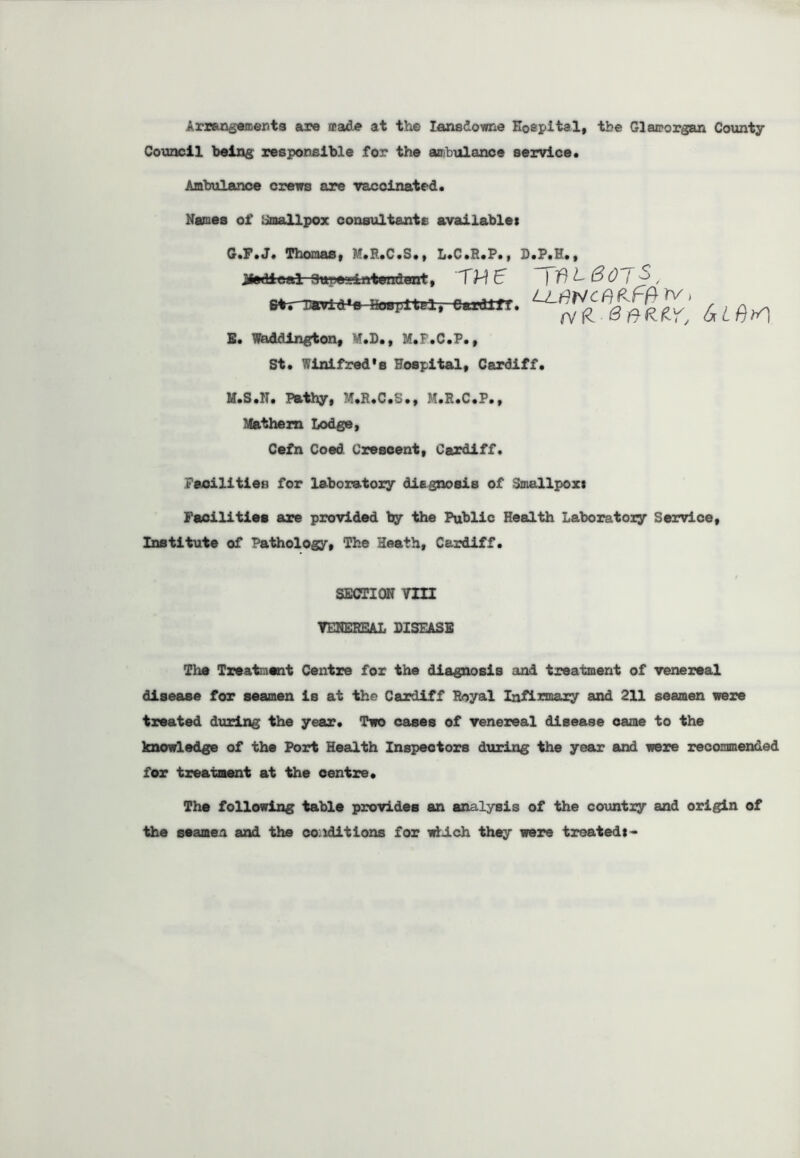 Arrangements are made at the Lansdowne Hospital, the Glamorgan County
Council being responsible for the ambulance service.
Ambulance crews are vaccinated.
Names of Smallpox consultants available:
G.F.J. Thomas, M.R.C.S., L.C.R.P., D.P.H.,
Medical Superintendent, THE TALBOTS,
St. David's Hospital, Cardiff. LLANCARFAN,
NR. BARRY, GLAM
E. Waddington, M.D., M.F.C.P.,
St. Winifred's Hospital, Cardiff.
M.S.N. Pathy, M.R.C.S., M.R.C.P.,
Mathern Lodge,
Cefn Coed Crescent, Cardiff.
Facilities for laboratory diagnosis of Smallpox:
Facilities are provided by the Public Health Laboratory Service,
Institute of Pathology, The Heath, Cardiff.
SECTION VIII
VENEREAL DISEASE
The Treatment Centre for the diagnosis and treatment of venereal
disease for seamen is at the Cardiff Royal Infirmary and 211 seamen were
treated during the year. Two cases of venereal disease came to the
knowledge of the Port Health Inspectors during the year and were recommended
for treatment at the centre.
The following table provides an analysis of the country and origin of
the seamen and the conditions for which they were treated:-